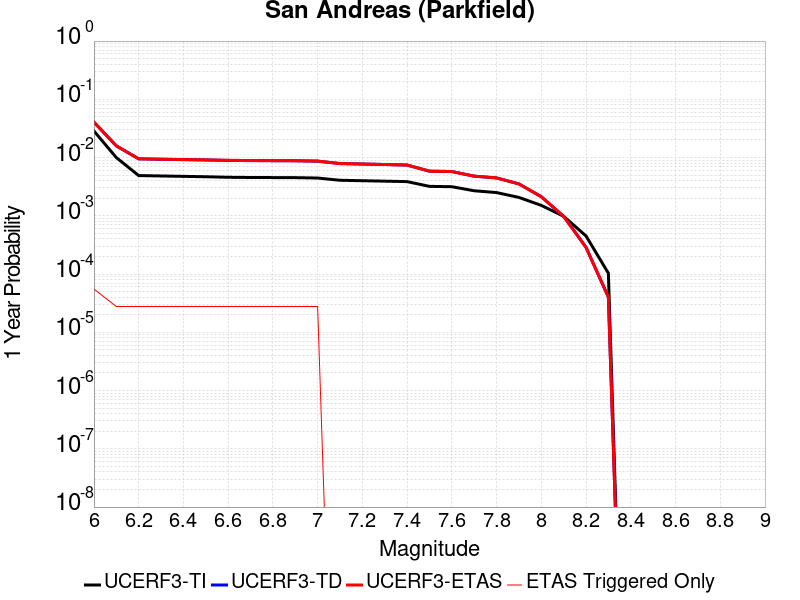 San Andreas (Parkfield)
10^0
10^-1
10^-2
10^-3
10^-4
10^-5
10^-6
10^-7
10^-8
1 Year Probability
6 6.2 6.4 6.6 6.8 7 7.2 7.4 7.6 7.8 8 8.2 8.4 8.6 8.8 9
Magnitude
UCERF3-TI UCERF3-TD UCERF3-ETAS ETAS Triggered Only